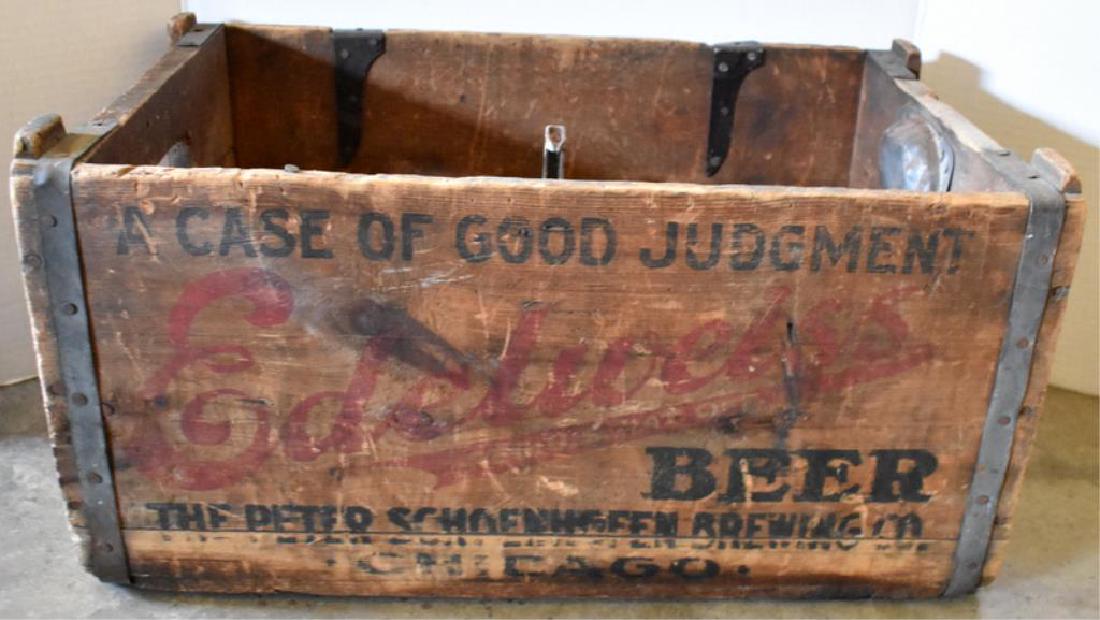 A CASE OF GOOD JUDGMENT
Edelweiss
BEER
THE PETER SCHOENHOFEN BREWING CO.
CHICAGO.